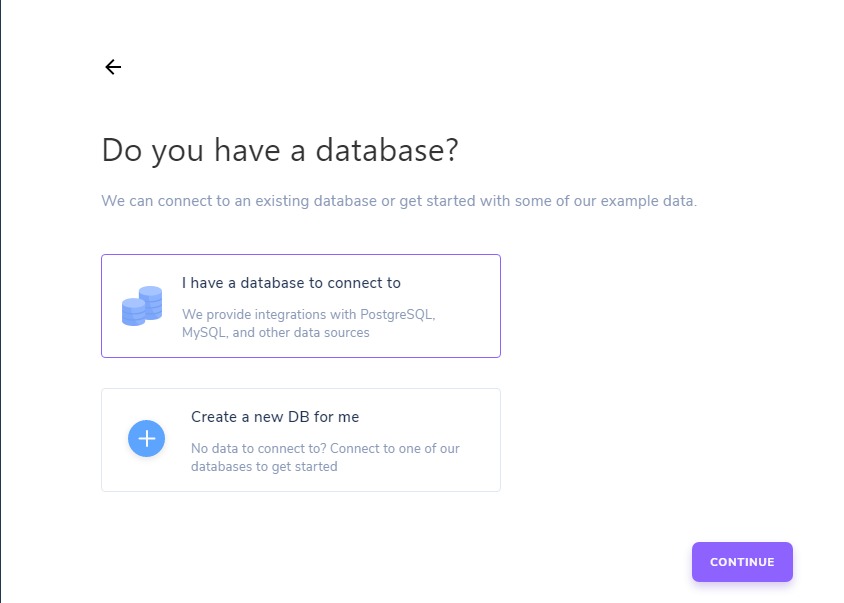 Do you have a database?
We can connect to an existing database or get started with some of our example data.
I have a database to connect to
We provide integrations with PostgreSQL,
MySQL, and other data sources
Create a new DB for me
No data to connect to? Connect to one of our
databases to get started
CONTINUE